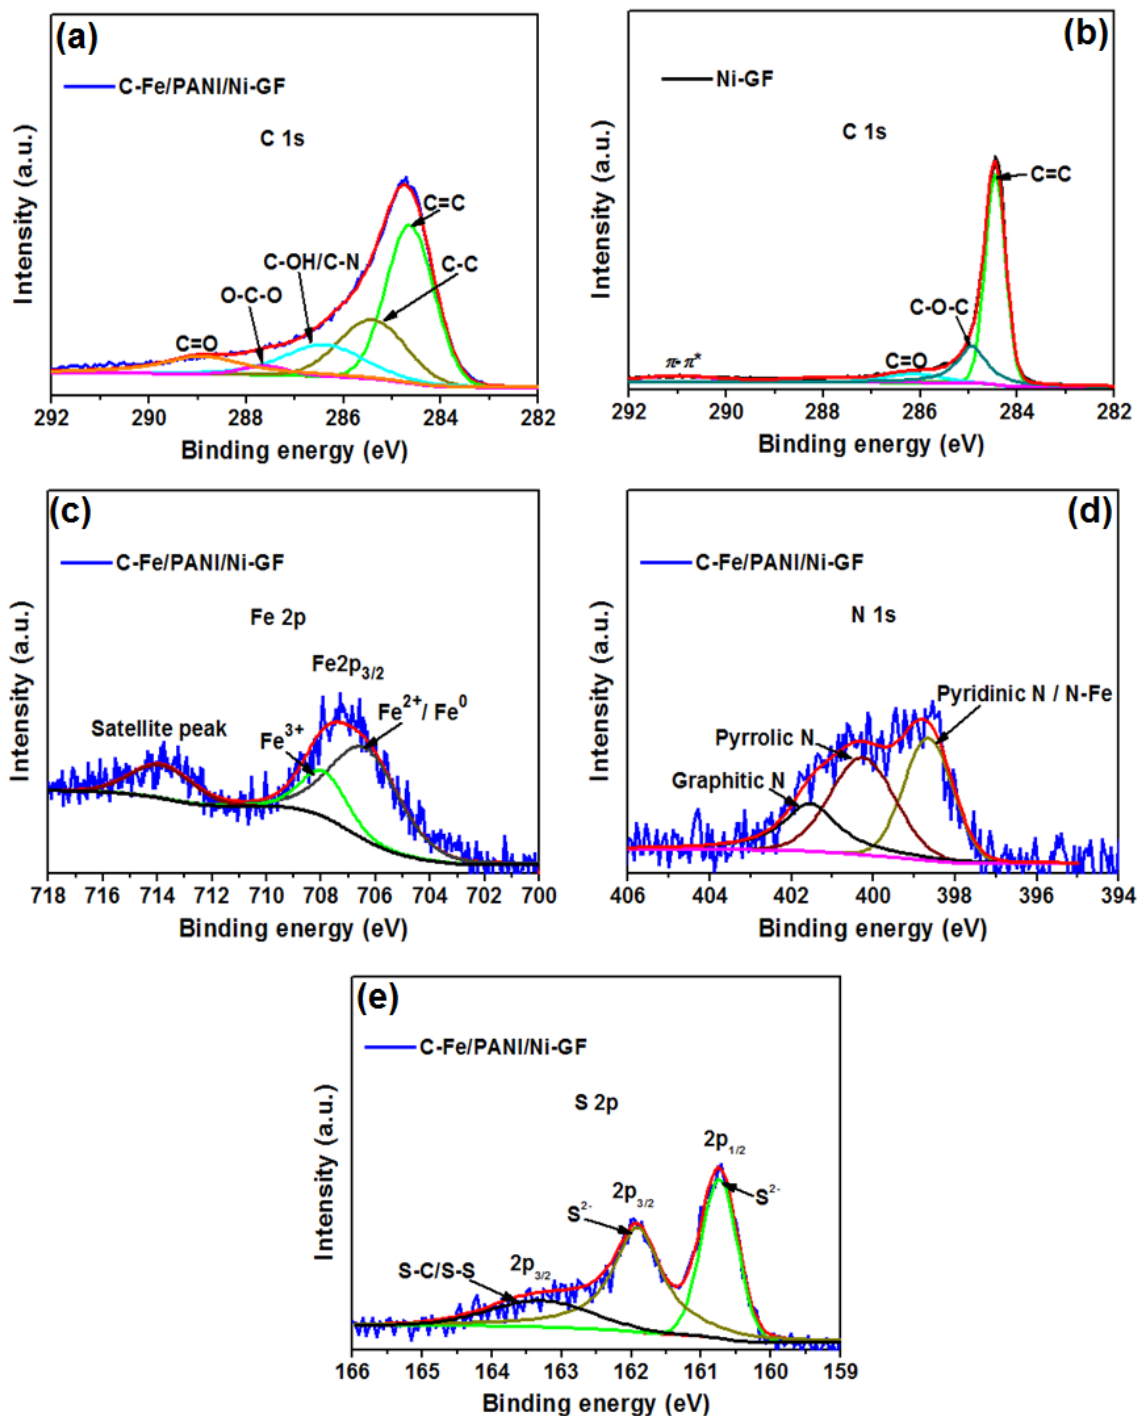 (a)
C-Fe/PANI/Ni-GF
C 1s
C=C
C-OH/C-N
C-C
O-C-O
C=O
292 290 288 286 284 282
Binding energy (eV)
Intensity (a.u.)
(b)
Ni-GF
C 1s
C=C
C-O-C
C=O
π-π*
292 290 288 286 284 282
Binding energy (eV)
Intensity (a.u.)
(c)
C-Fe/PANI/Ni-GF
Fe 2p
Fe2p3/2
Fe2+/ Fe0
Satellite peak
Fe3+
718 716 714 712 710 708 706 704 702 700
Binding energy (eV)
Intensity (a.u.)
(d)
C-Fe/PANI/Ni-GF
N 1s
Pyridinic N / N-Fe
Pyrrolic N
Graphitic N
406 404 402 400 398 396 394
Binding energy (eV)
Intensity (a.u.)
(e)
C-Fe/PANI/Ni-GF
S 2p
2p1/2
2p3/2
S2-
S2-
2p3/2
S-C/S-S
166 165 164 163 162 161 160 159
Binding energy (eV)
Intensity (a.u.)